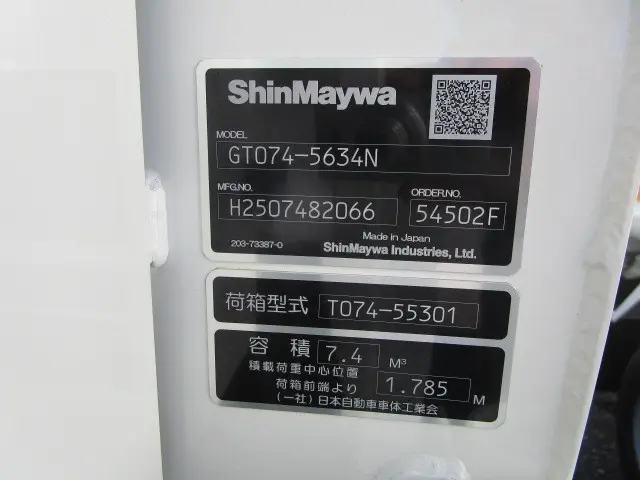 ShinMaywa
MODEL
GT074-5634N
MFG.NO. ORDER.NO.
H2507482066 54502F
Made in Japan
203-73387-0 ShinMaywa Industries, Ltd.
荷箱型式 T074-55301
容積 7.4 M³
積載荷重中心位置
荷箱前端より 1.785 M
(一社)日本自動車車体工業会